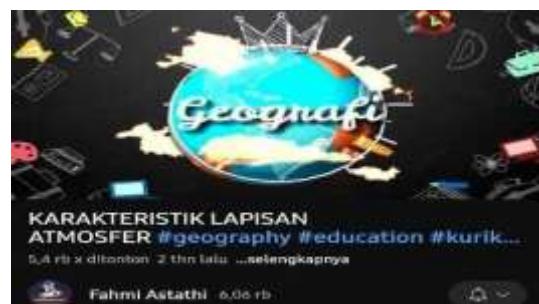 Geografi
KARAKTERISTIK LAPISAN
ATMOSFER #geography #education #kurik...
5,4 rb x ditonton 2 thn lalu ...selengkapnya
Fahmi Astathi 6,06 rb